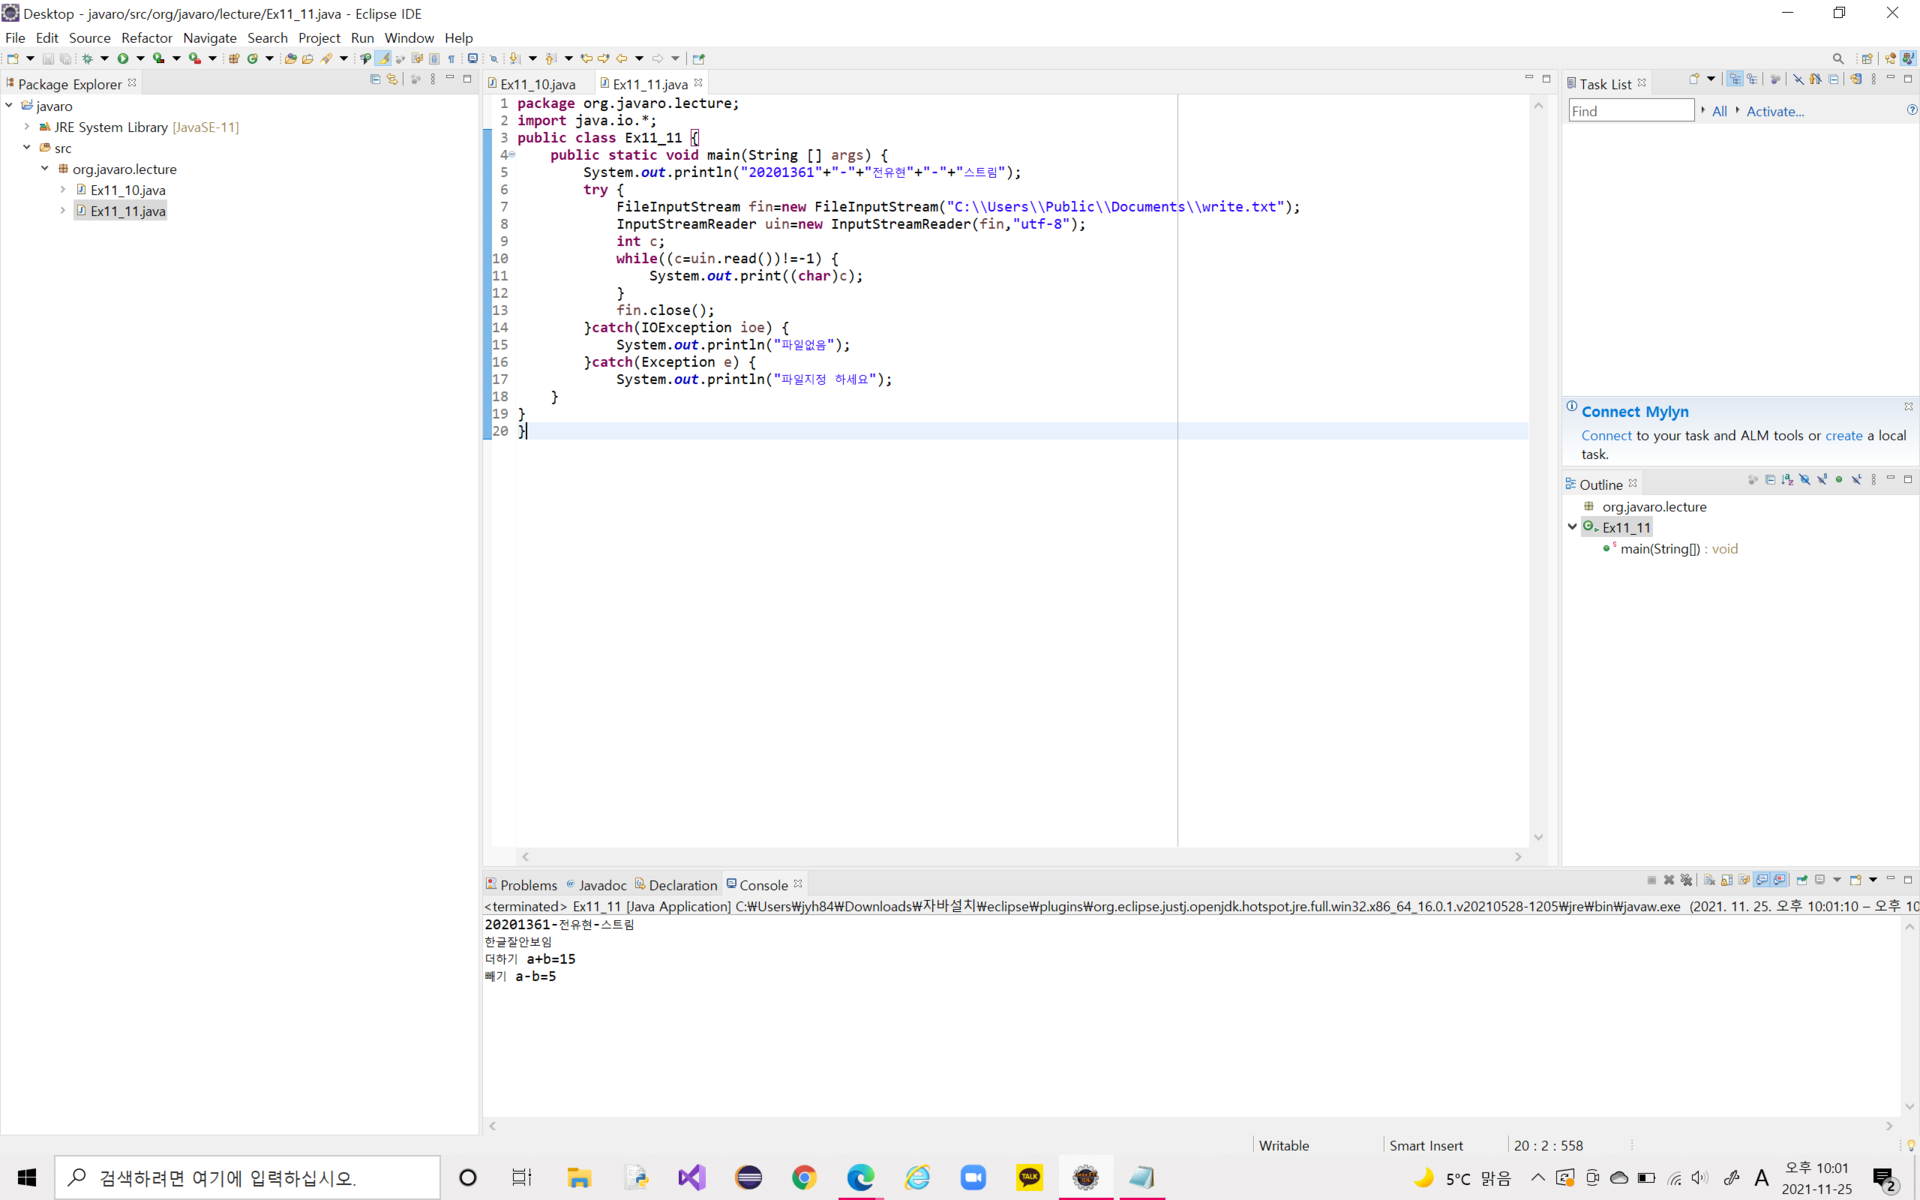 Desktop - javaro/src/org/javaro/lecture/Ex11_11.java - Eclipse IDE
File Edit Source Refactor Navigate Search Project Run Window Help
Package Explorer
javaro
JRE System Library [JavaSE-11]
src
org.javaro.lecture
Ex11_10.java
Ex11_11.java
Ex11_10.java Ex11_11.java
1 package org.javaro.lecture;
2 import java.io.*;
3 public class Ex11_11 {
4 public static void main(String [] args) {
5 System.out.println("20201361"+"-"+"전유현"+"-"+"스트림");
6 try {
7 FileInputStream fin=new FileInputStream("C:\\Users\\Public\\Documents\\write.txt");
8 InputStreamReader uin=new InputStreamReader(fin,"utf-8");
9 int c;
10 while((c=uin.read())!=-1) {
11 System.out.print((char)c);
12 }
13 fin.close();
14 }catch(IOException ioe) {
15 System.out.println("파일없음");
16 }catch(Exception e) {
17 System.out.println("파일지정 하세요");
18 }
19 }
20 }
Task List
Find All Activate...
Connect Mylyn
Connect to your task and ALM tools or create a local
task.
Outline
org.javaro.lecture
Ex11_11
main(String[]) : void
Problems Javadoc Declaration Console
<terminated> Ex11_11 [Java Application] C:₩Users₩jyh84₩Downloads₩자바설치₩eclipse₩plugins₩org.eclipse.justj.openjdk.hotspot.jre.full.win32.x86_64_16.0.1.v20210528-1205₩jre₩bin₩javaw.exe (2021. 11. 25. 오후 10:01:10 – 오후 10
20201361-전유현-스트림
한글잘안보임
더하기 a+b=15
빼기 a-b=5
Writable Smart Insert 20 : 2 : 558
검색하려면 여기에 입력하십시오.
TALK
5°C 맑음
A
오후 10:01
2021-11-25
2